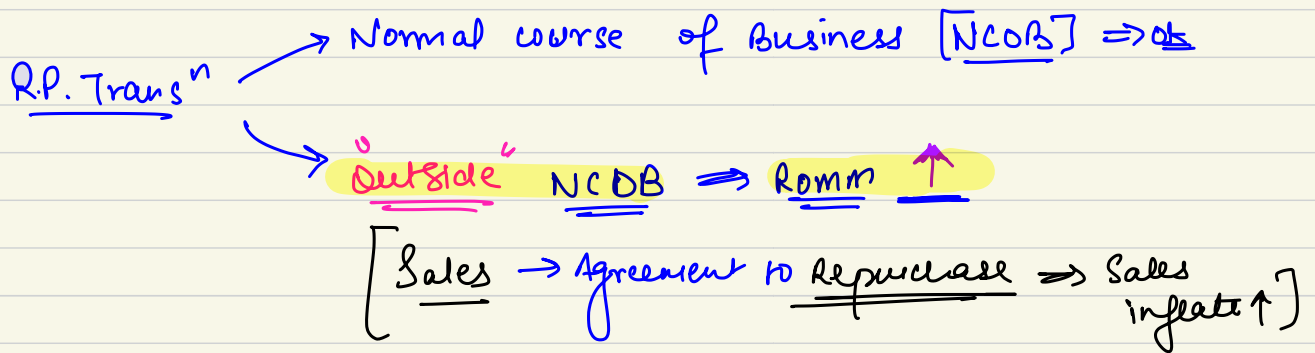 Normal course of Business [NCOB] ⇒ ok
R.P. Transⁿ
"Outside" NCOB ⇒ Romm ↑
[Sales → Agreement to Repurchase ⇒ Sales
inflate ↑]